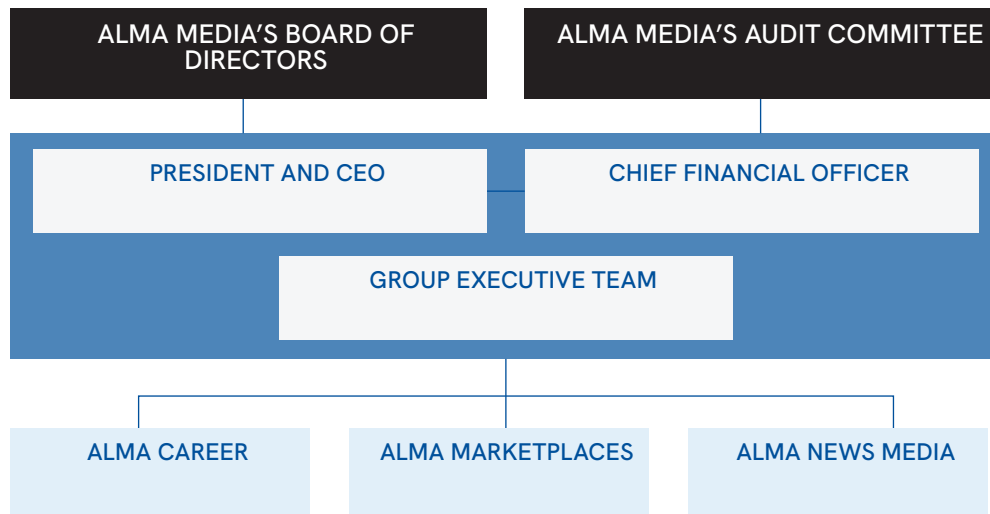 ALMA MEDIA’S BOARD OF
DIRECTORS
ALMA MEDIA’S AUDIT COMMITTEE
PRESIDENT AND CEO
CHIEF FINANCIAL OFFICER
GROUP EXECUTIVE TEAM
ALMA CAREER
ALMA MARKETPLACES
ALMA NEWS MEDIA